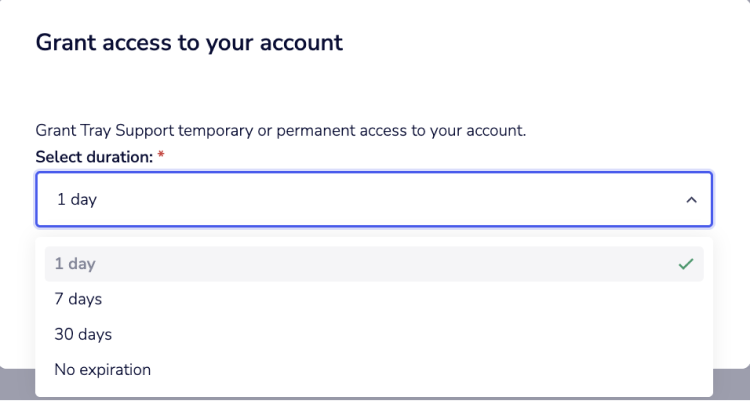 Grant access to your account
Grant Tray Support temporary or permanent access to your account.
Select duration: *
1 day
1 day
7 days
30 days
No expiration